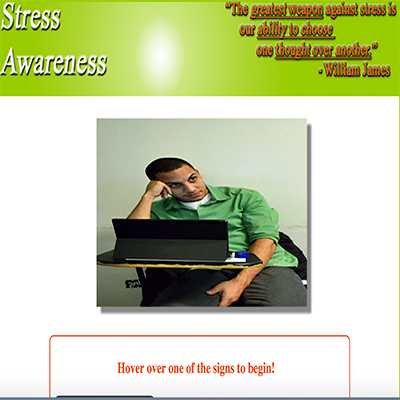 Stress
Awareness
“The greatest weapon against stress is
our ability to choose
one thought over another.”
- William James
Hover over one of the signs to begin!